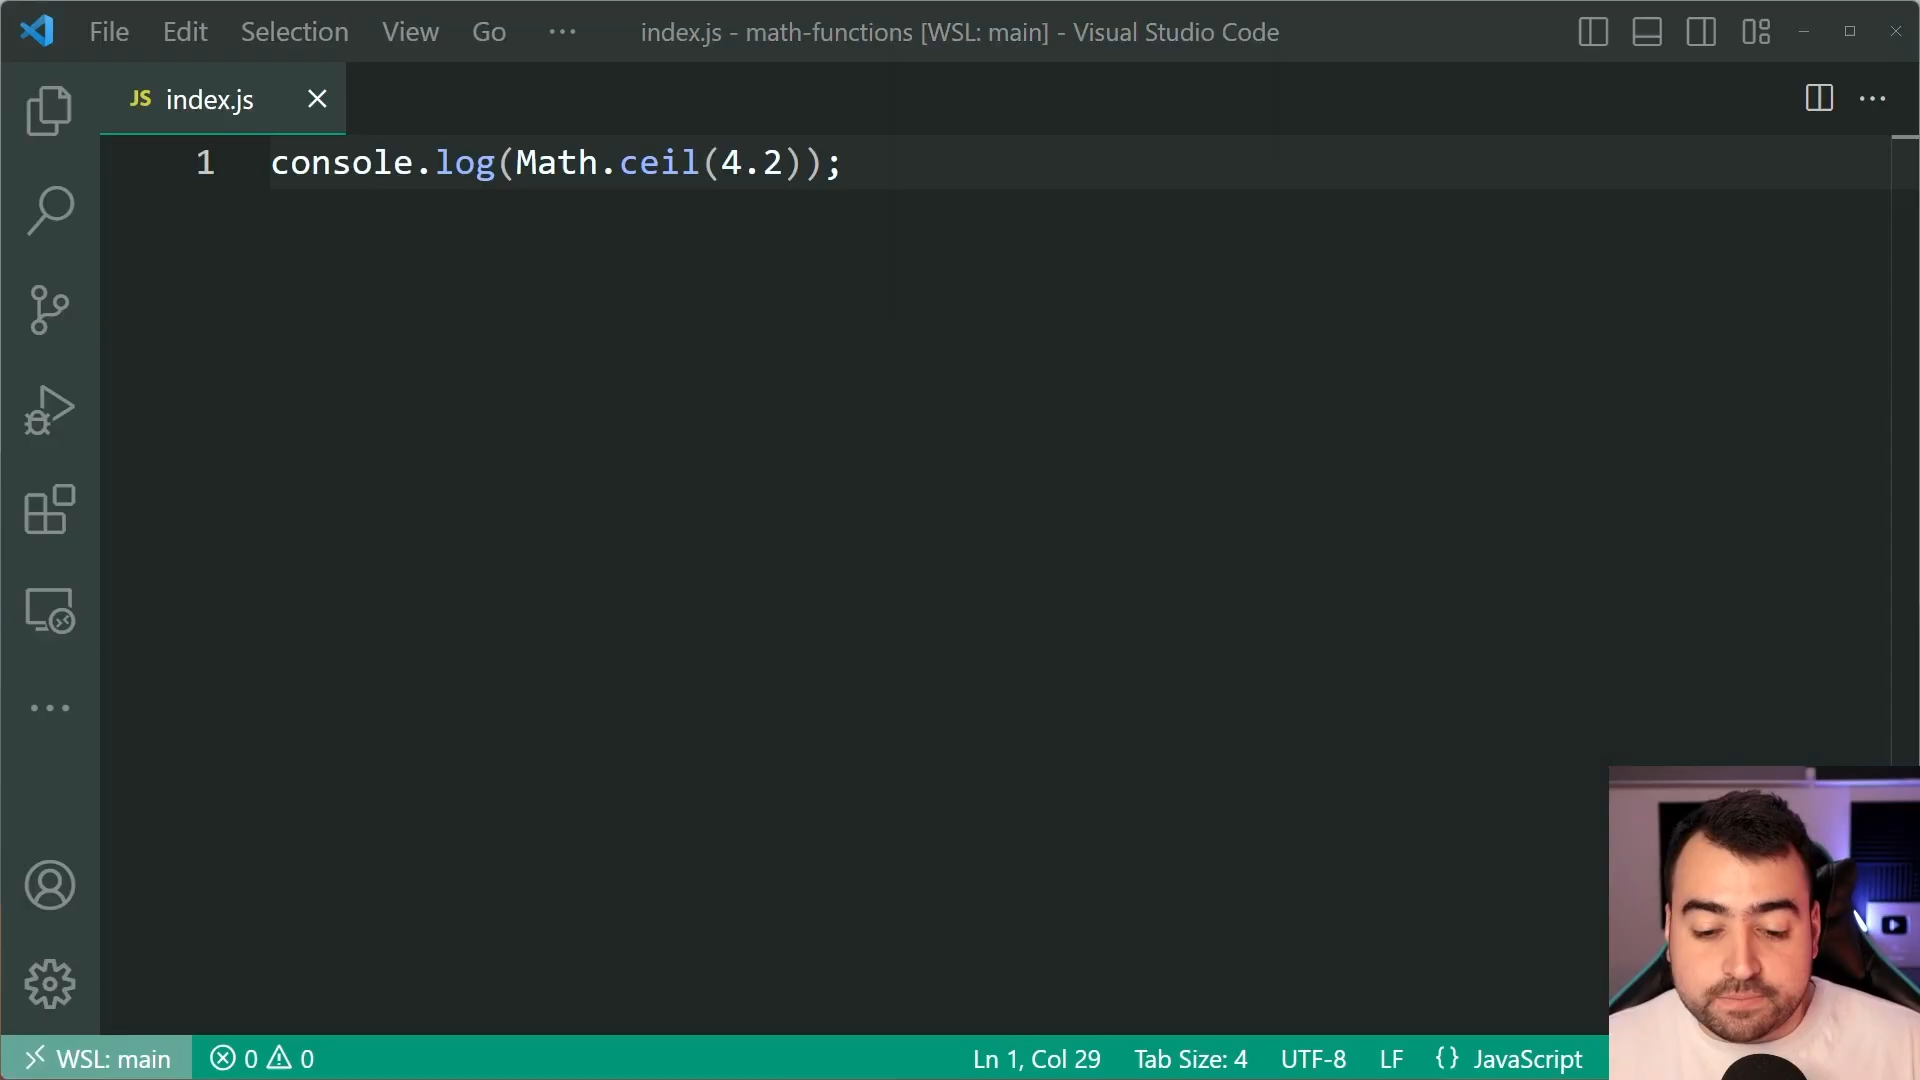 File Edit Selection View Go ··· index.js - math-functions [WSL: main] - Visual Studio Code
JS index.js
1 console.log(Math.ceil(4.2));
WSL: main 0 0 Ln 1, Col 29 Tab Size: 4 UTF-8 LF {} JavaScript